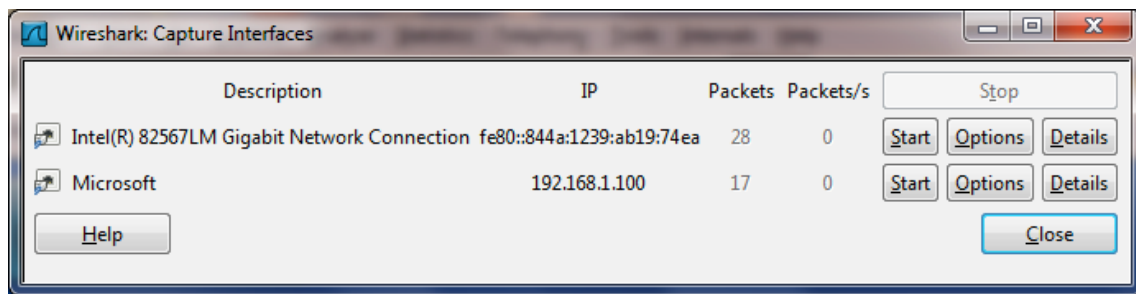 Wireshark: Capture Interfaces
Description IP Packets Packets/s Stop
Intel(R) 82567LM Gigabit Network Connection fe80::844a:1239:ab19:74ea 28 0 Start Options Details
Microsoft 192.168.1.100 17 0 Start Options Details
Help Close